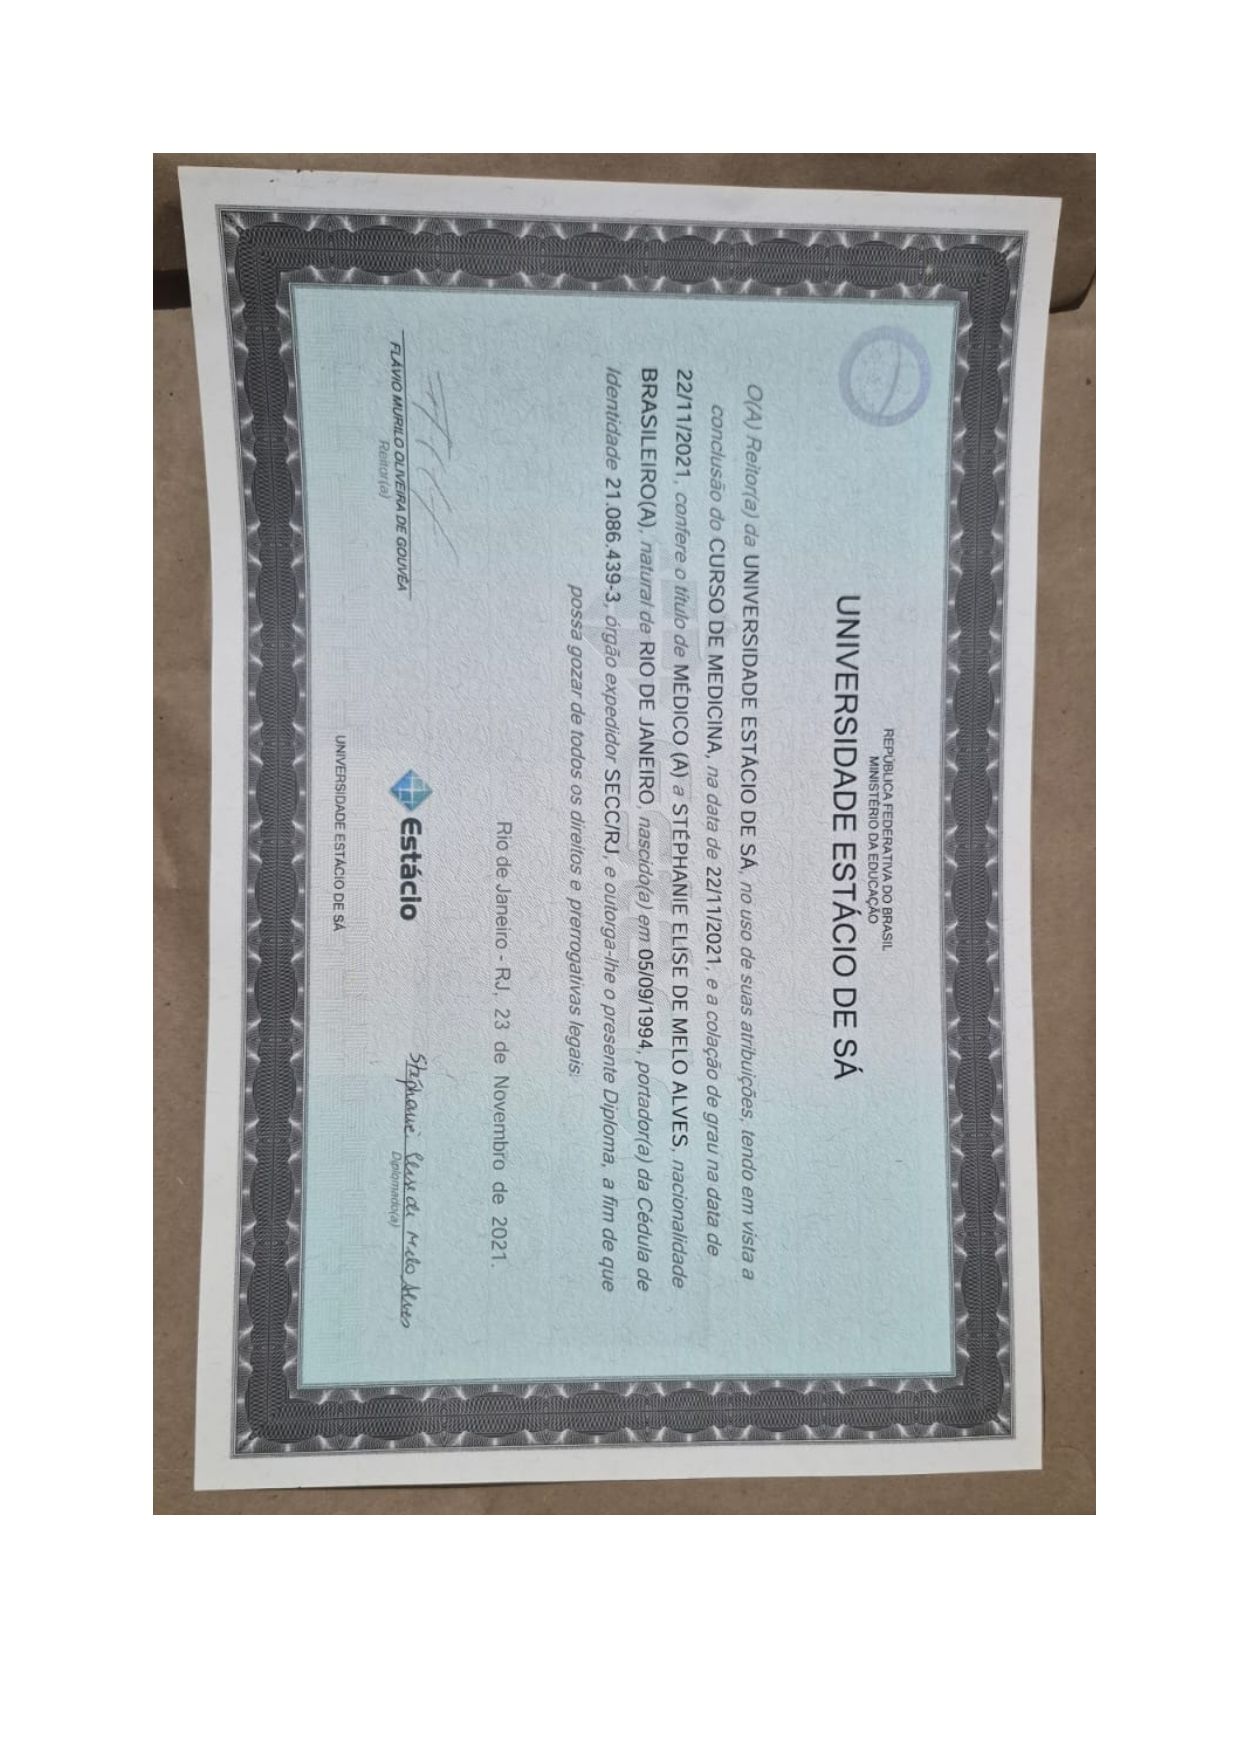 REPÚBLICA FEDERATIVA DO BRASIL
MINISTÉRIO DA EDUCAÇÃO
UNIVERSIDADE ESTÁCIO DE SÁ
O(A) Reitor(a) da UNIVERSIDADE ESTÁCIO DE SÁ, no uso de suas atribuições, tendo em vista a
conclusão do CURSO DE MEDICINA, na data de 22/11/2021, e a colação de grau na data de
22/11/2021, confere o título de MÉDICO (A) a STÉPHANIE ELISE DE MELO ALVES, nacionalidade
BRASILEIRO(A), natural de RIO DE JANEIRO, nascido(a) em 05/09/1994, portador(a) da Cédula de
Identidade 21.086.439-3, órgão expedidor SECC/RJ, e outorga-lhe o presente Diploma, a fim de que
possa gozar de todos os direitos e prerrogativas legais.
Rio de Janeiro - RJ, 23 de Novembro de 2021.
FLÁVIO MURILO OLIVEIRA DE GOUVÊA
Reitor(a)
Estácio
UNIVERSIDADE ESTÁCIO DE SÁ
Stéphanie Elise de Melo Alves
Diplomado(a)